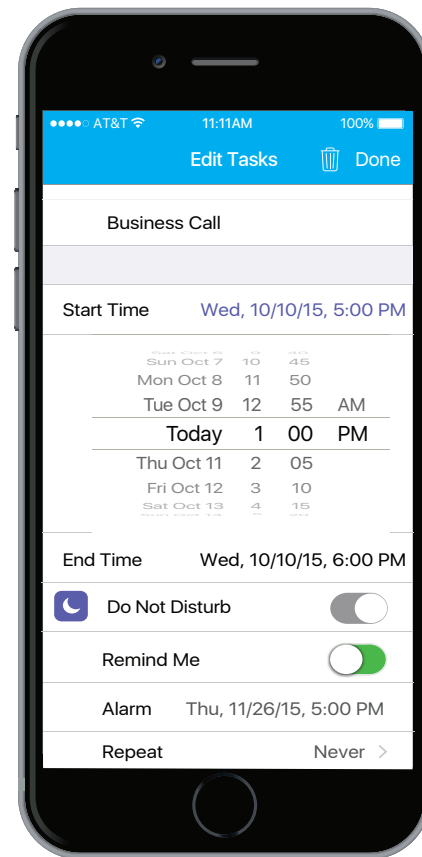 AT&T 11:11AM 100%
Edit Tasks Done
Business Call
Start Time Wed, 10/10/15, 5:00 PM
Sun Oct 7 10 45
Mon Oct 8 11 50
Tue Oct 9 12 55 AM
Today 1 00 PM
Thu Oct 11 2 05
Fri Oct 12 3 10
Sat Oct 13 4 15
End Time Wed, 10/10/15, 6:00 PM
Do Not Disturb
Remind Me
Alarm Thu, 11/26/15, 5:00 PM
Repeat Never >